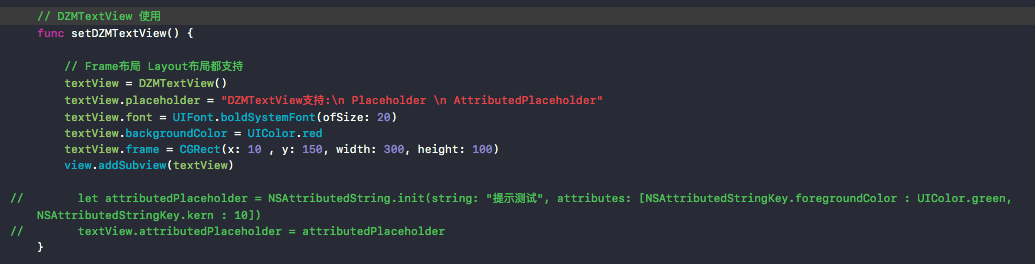 // DZMTextView 使用
func setDZMTextView() {
// Frame布局 Layout布局都支持
textView = DZMTextView()
textView.placeholder = "DZMTextView支持:\n Placeholder \n AttributedPlaceholder"
textView.font = UIFont.boldSystemFont(ofSize: 20)
textView.backgroundColor = UIColor.red
textView.frame = CGRect(x: 10 , y: 150, width: 300, height: 100)
view.addSubview(textView)
// let attributedPlaceholder = NSAttributedString.init(string: "提示测试", attributes: [NSAttributedStringKey.foregroundColor : UIColor.green,
NSAttributedStringKey.kern : 10])
// textView.attributedPlaceholder = attributedPlaceholder
}